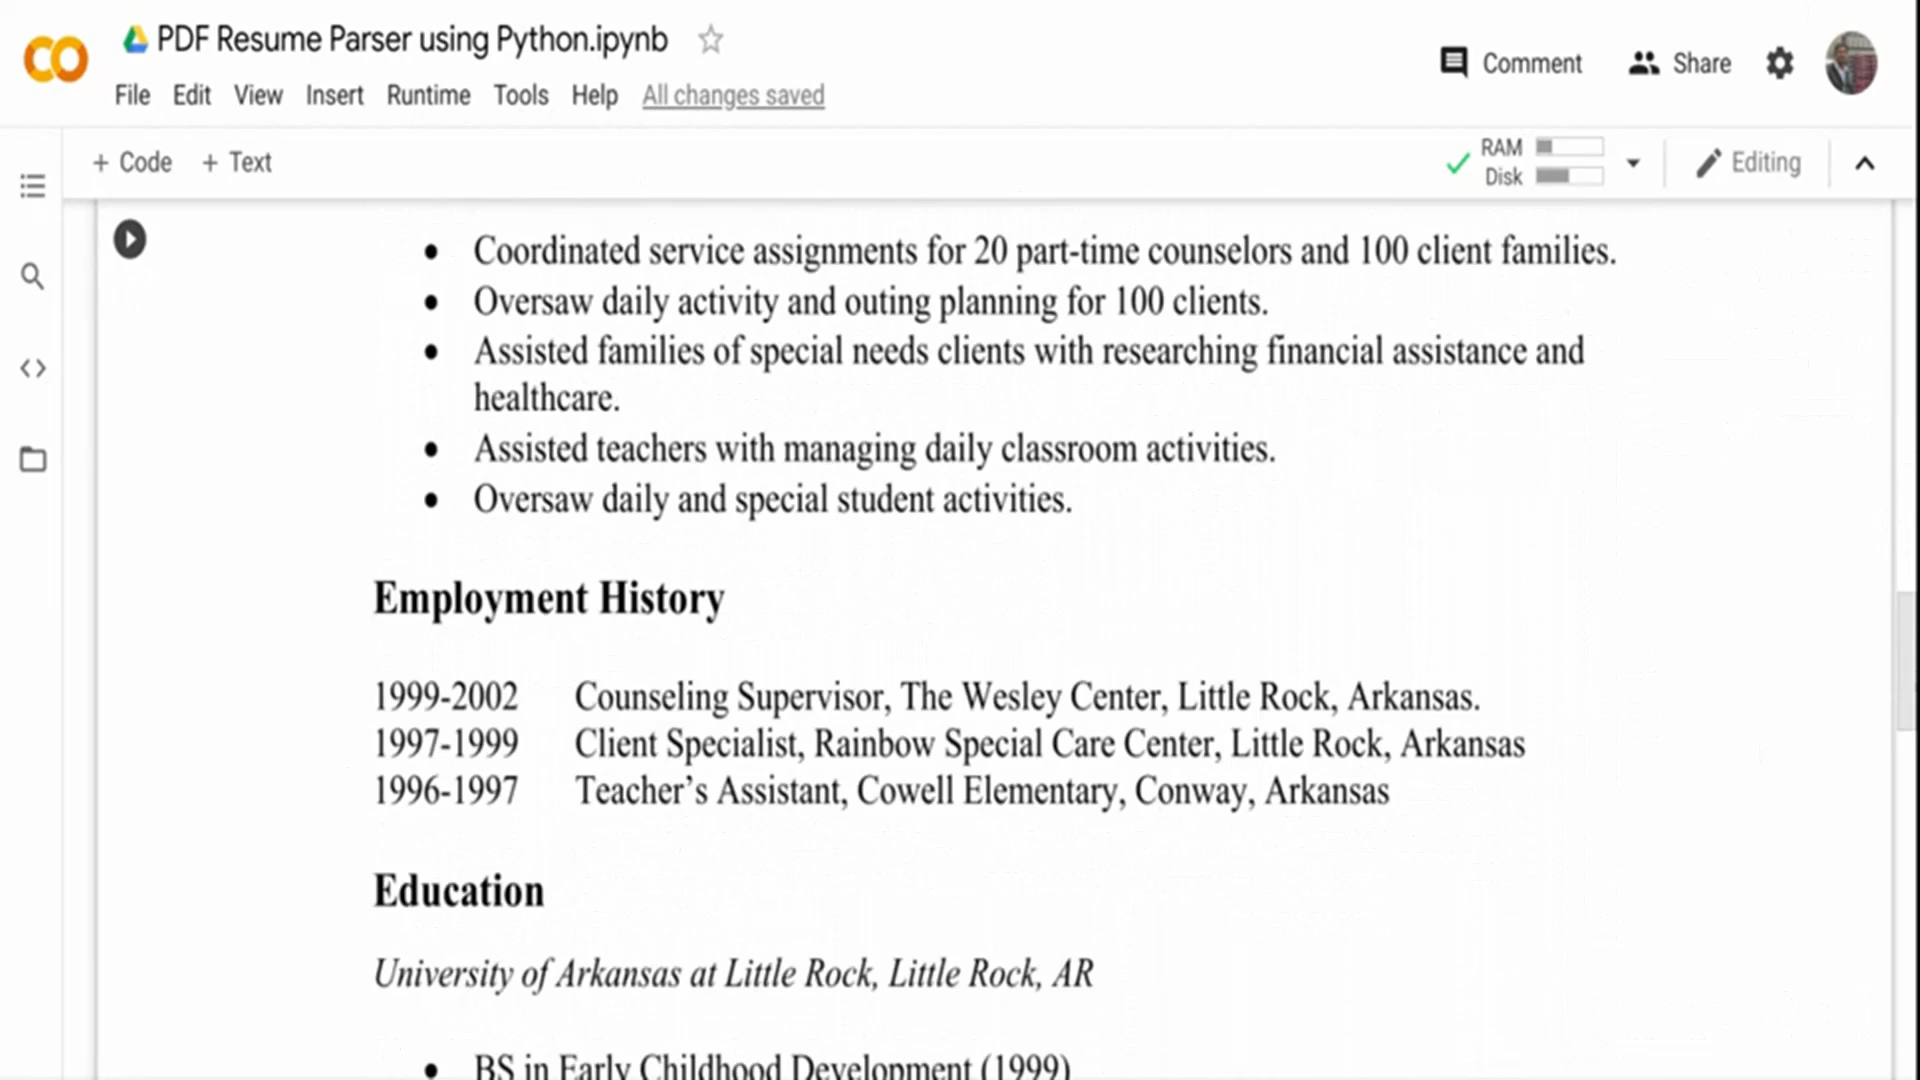 PDF Resume Parser using Python.ipynb
File Edit View Insert Runtime Tools Help All changes saved
Comment Share
+ Code + Text
RAM
Disk
Editing
• Coordinated service assignments for 20 part-time counselors and 100 client families.
• Oversaw daily activity and outing planning for 100 clients.
• Assisted families of special needs clients with researching financial assistance and
healthcare.
• Assisted teachers with managing daily classroom activities.
• Oversaw daily and special student activities.
Employment History
1999-2002 Counseling Supervisor, The Wesley Center, Little Rock, Arkansas.
1997-1999 Client Specialist, Rainbow Special Care Center, Little Rock, Arkansas
1996-1997 Teacher’s Assistant, Cowell Elementary, Conway, Arkansas
Education
University of Arkansas at Little Rock, Little Rock, AR
• BS in Early Childhood Development (1999)